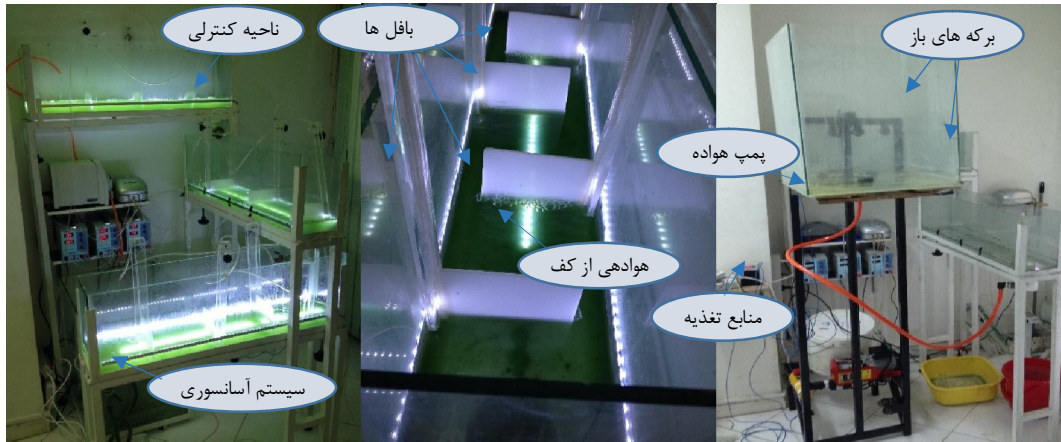 ناحیه کنترلی
بافل ها
برکه های باز
پمپ هواده
هوادهی از کف
منابع تغذیه
سیستم آسانسوری